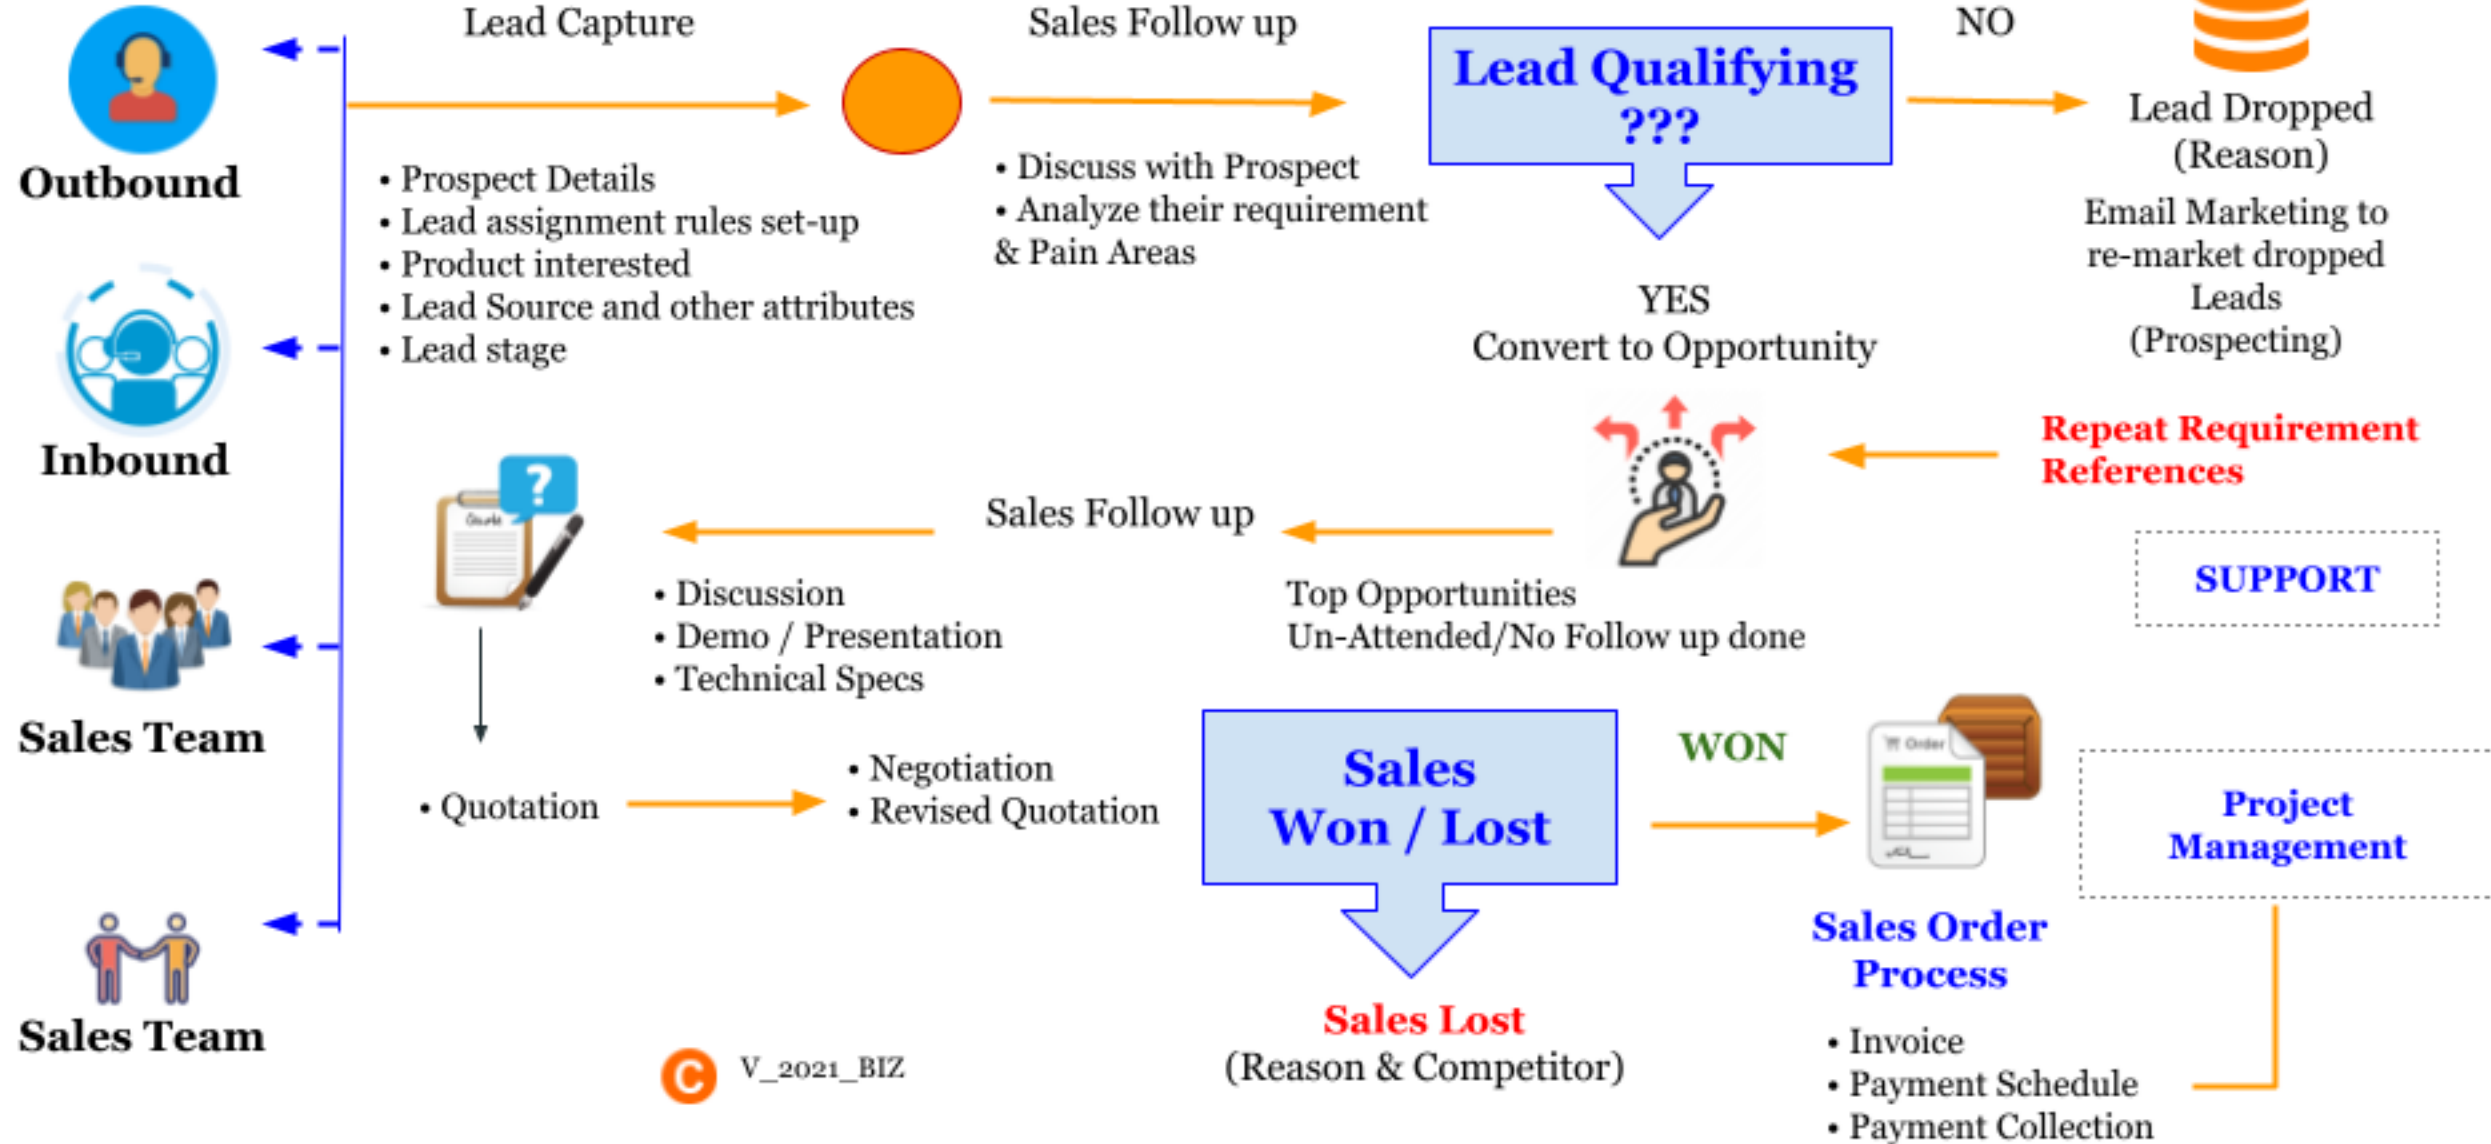 Outbound
Inbound
Sales Team
Sales Team
Lead Capture
• Prospect Details
• Lead assignment rules set-up
• Product interested
• Lead Source and other attributes
• Lead stage
Sales Follow up
• Discuss with Prospect
• Analyze their requirement
& Pain Areas
Lead Qualifying
???
NO
Lead Dropped
(Reason)
Email Marketing to
re-market dropped
Leads
(Prospecting)
YES
Convert to Opportunity
Repeat Requirement
References
SUPPORT
Top Opportunities
Un-Attended/No Follow up done
Sales Follow up
• Discussion
• Demo / Presentation
• Technical Specs
?
• Quotation
• Negotiation
• Revised Quotation
Sales
Won / Lost
WON
Order
Sales Order
Process
• Invoice
• Payment Schedule
• Payment Collection
Project
Management
Sales Lost
(Reason & Competitor)
C V_2021_BIZ